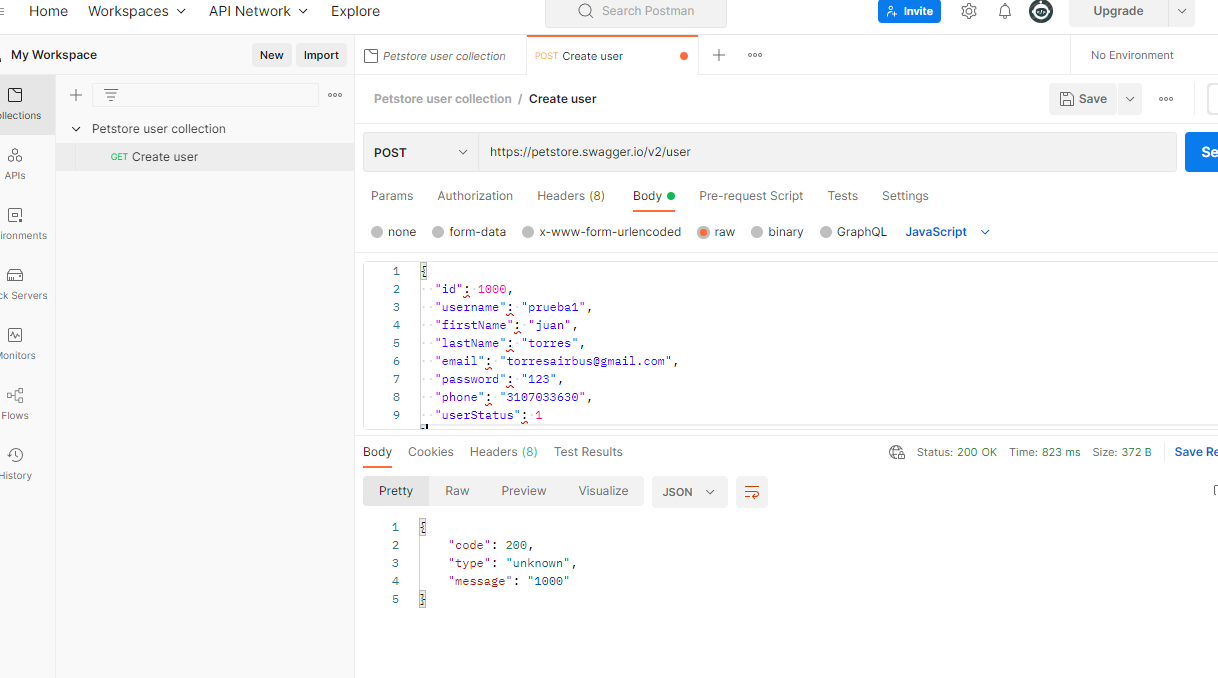 Home Workspaces API Network Explore Search Postman Invite Upgrade
My Workspace New Import Petstore user collection POST Create user No Environment
Petstore user collection / Create user Save
Petstore user collection
GET Create user
POST https://petstore.swagger.io/v2/user
llections
APIs
ironments
ck Servers
Monitors
Flows
History
Params Authorization Headers (8) Body Pre-request Script Tests Settings
none form-data x-www-form-urlencoded raw binary GraphQL JavaScript
1 {
2 "id": 1000,
3 "username": "prueba1",
4 "firstName": "juan",
5 "lastName": "torres",
6 "email": "torresairbus@gmail.com",
7 "password": "123",
8 "phone": "3107033630",
9 "userStatus": 1
Body Cookies Headers (8) Test Results Status: 200 OK Time: 823 ms Size: 372 B Save Re
Pretty Raw Preview Visualize JSON
1 {
2 "code": 200,
3 "type": "unknown",
4 "message": "1000"
5 }